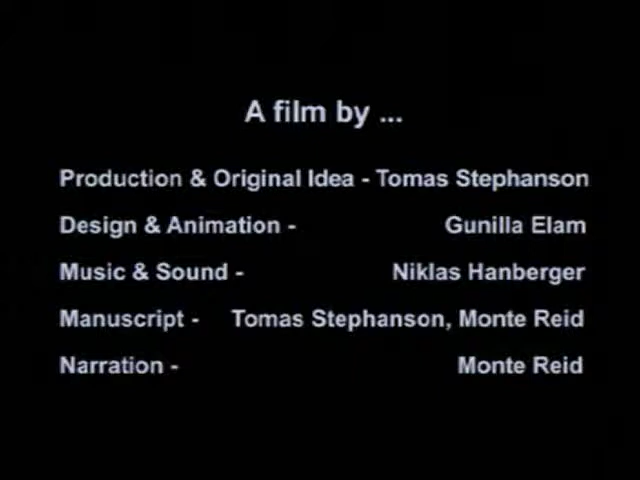 A film by ...
Production & Original Idea - Tomas Stephanson
Design & Animation - Gunilla Elam
Music & Sound - Niklas Hanberger
Manuscript - Tomas Stephanson, Monte Reid
Narration - Monte Reid